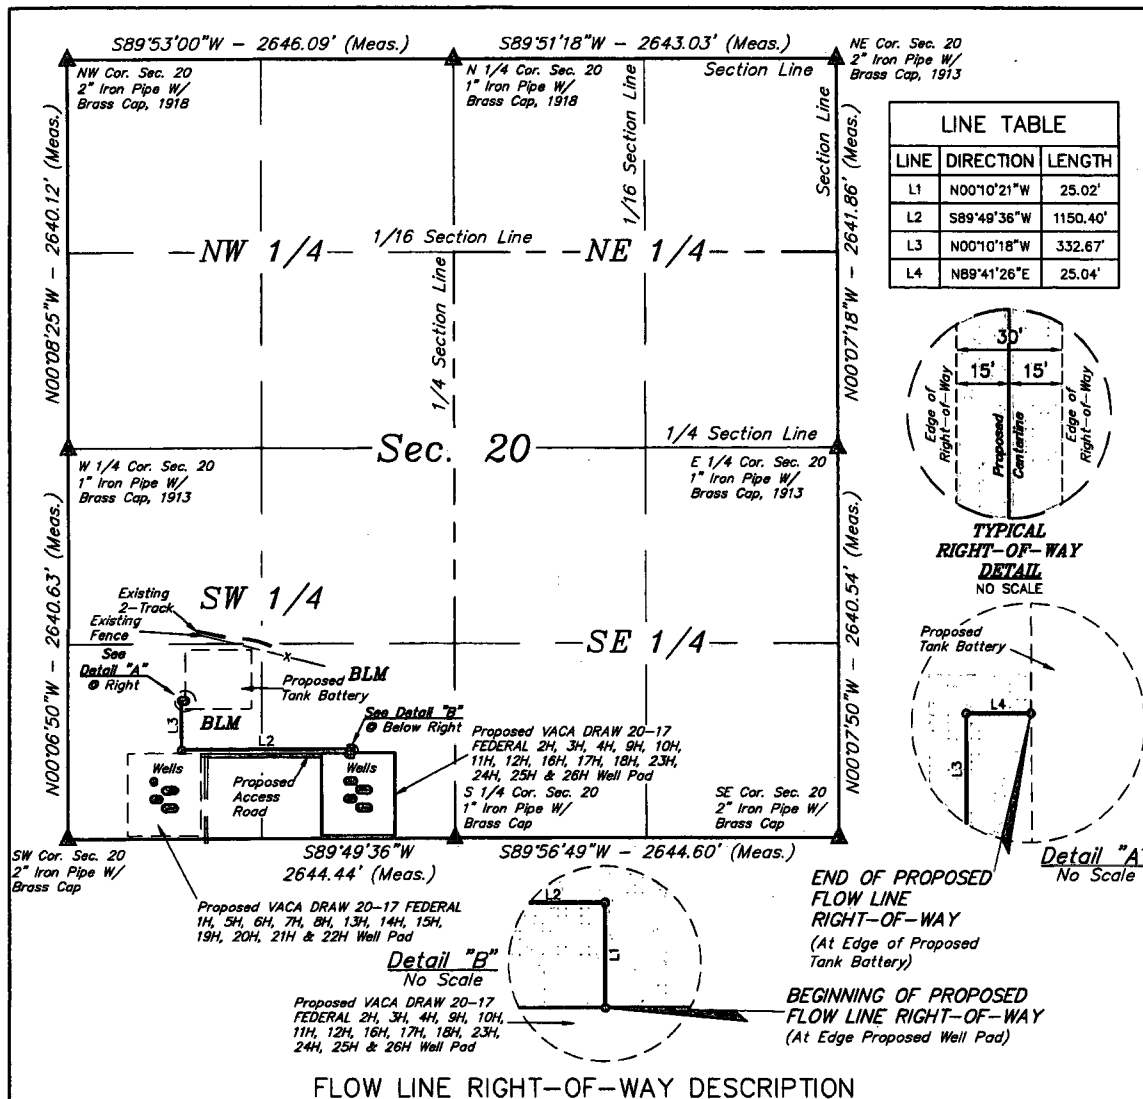 S89°53'00"W - 2646.09' (Meas.)
S89°51'18"W - 2643.03' (Meas.)
NW Cor. Sec. 20
2" Iron Pipe W/
Brass Cap, 1918
N 1/4 Cor. Sec. 20
1" Iron Pipe W/
Brass Cap, 1918
Section Line
NE Cor. Sec. 20
2" Iron Pipe W/
Brass Cap, 1913
N00°08'25"W - 2640.12' (Meas.)
1/16 Section Line
Section Line
N00°07'18"W - 2641.86' (Meas.)
LINE TABLE
LINE DIRECTION LENGTH
L1 N00°10'21"W 25.02'
L2 S89°49'36"W 1150.40'
L3 N00°10'18"W 332.67'
L4 N89°41'26"E 25.04'
1/16 Section Line
NW 1/4
NE 1/4
1/4 Section Line
30'
15' 15'
Edge of
Right-of-Way
Proposed
Centerline
Edge of
Right-of-Way
TYPICAL
RIGHT-OF-WAY
DETAIL
NO SCALE
Sec. 20
1/4 Section Line
W 1/4 Cor. Sec. 20
1" Iron Pipe W/
Brass Cap, 1913
E 1/4 Cor. Sec. 20
1" Iron Pipe W/
Brass Cap, 1913
N00°06'50"W - 2640.63' (Meas.)
N00°07'50"W - 2640.54' (Meas.)
Existing
2-Track
Existing
Fence
SW 1/4
SE 1/4
See
Detail "A"
@ Right
x
Proposed
Tank Battery
BLM
BLM
L3
L2
See Detail "B"
@ Below Right
Wells
Proposed
Access
Road
Wells
Proposed VACA DRAW 20-17
FEDERAL 2H, 3H, 4H, 9H, 10H,
11H, 12H, 16H, 17H, 18H, 23H,
24H, 25H & 26H Well Pad
S 1/4 Cor. Sec. 20
1" Iron Pipe W/
Brass Cap
SE Cor. Sec. 20
2" Iron Pipe W/
Brass Cap
Proposed
Tank Battery
L4
L3
Detail "A"
No Scale
SW Cor. Sec. 20
2" Iron Pipe W/
Brass Cap
S89°49'36"W
2644.44' (Meas.)
S89°56'49"W - 2644.60' (Meas.)
Proposed VACA DRAW 20-17 FEDERAL
1H, 5H, 6H, 7H, 8H, 13H, 14H, 15H,
19H, 20H, 21H & 22H Well Pad
END OF PROPOSED
FLOW LINE
RIGHT-OF-WAY
(At Edge of Proposed
Tank Battery)
L2
L1
Detail "B"
No Scale
Proposed VACA DRAW 20-17
FEDERAL 2H, 3H, 4H, 9H, 10H,
11H, 12H, 16H, 17H, 18H, 23H,
24H, 25H & 26H Well Pad
BEGINNING OF PROPOSED
FLOW LINE RIGHT-OF-WAY
(At Edge Proposed Well Pad)
FLOW LINE RIGHT-OF-WAY DESCRIPTION